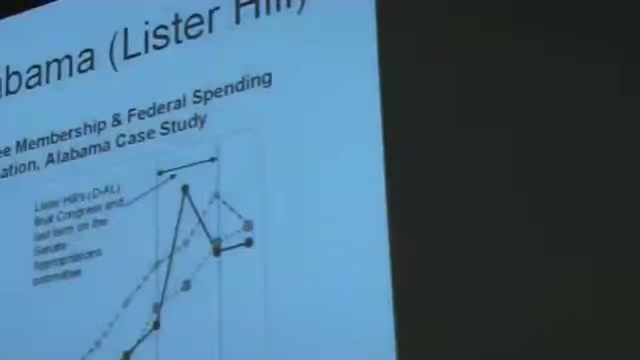 abama (Lister Hill)
ee Membership & Federal Spending
ation, Alabama Case Study
Lister Hill's (D-AL)
final Congress and
last term on the
Senate
Appropriations
committee